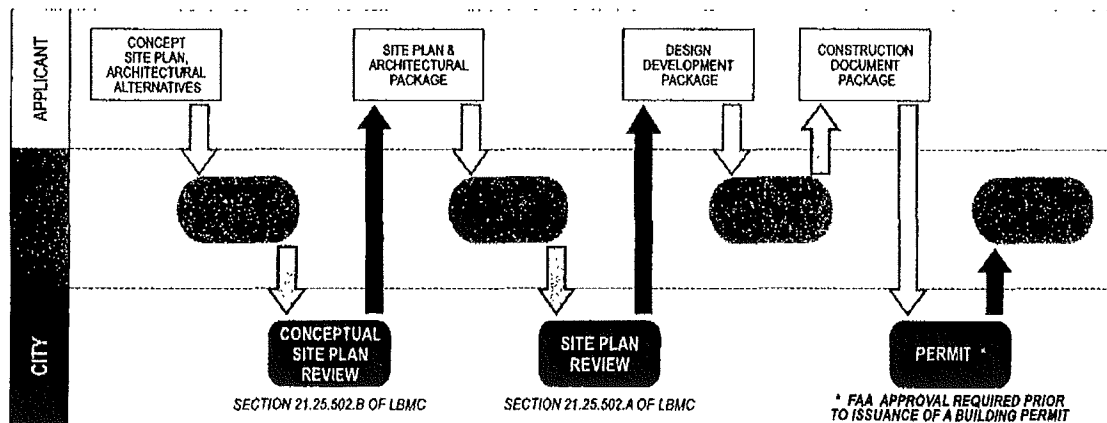 APPLICANT
CONCEPT
SITE PLAN,
ARCHITECTURAL
ALTERNATIVES
SITE PLAN &
ARCHITECTURAL
PACKAGE
DESIGN
DEVELOPMENT
PACKAGE
CONSTRUCTION
DOCUMENT
PACKAGE
CITY
CONCEPTUAL
SITE PLAN
REVIEW
SITE PLAN
REVIEW
PERMIT *
SECTION 21.25.502.B OF LBMC
SECTION 21.25.502.A OF LBMC
* FAA APPROVAL REQUIRED PRIOR
TO ISSUANCE OF A BUILDING PERMIT